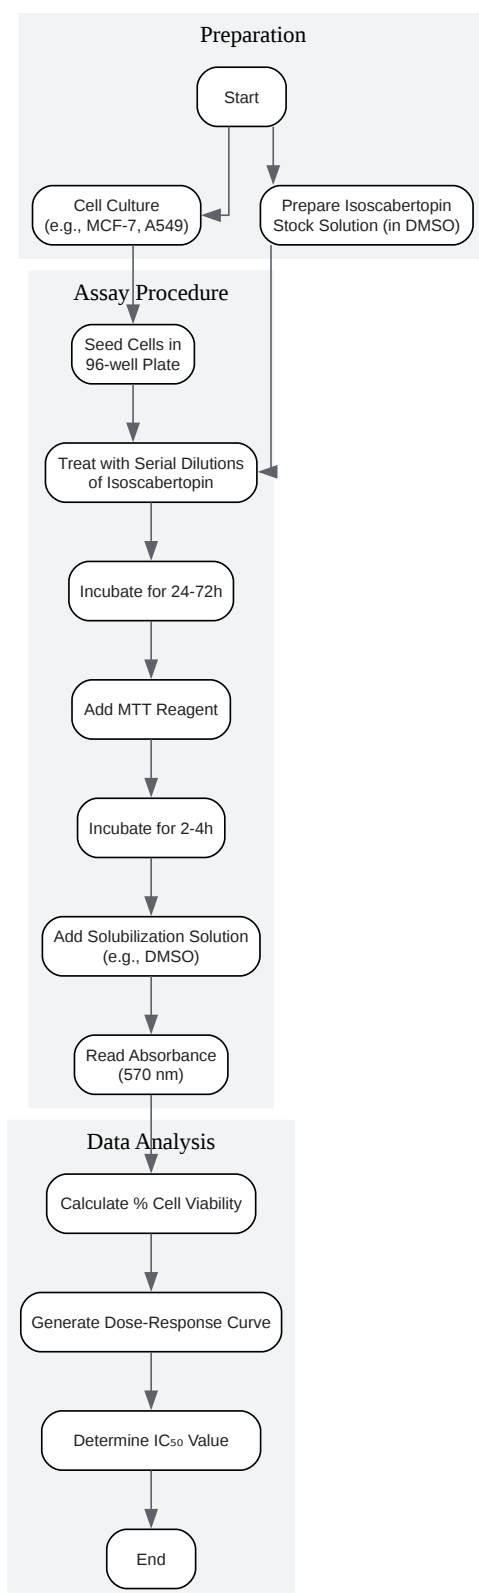 Preparation
Start
Cell Culture
(e.g., MCF-7, A549)
Prepare Isoscabertopin
Stock Solution (in DMSO)
Assay Procedure
Seed Cells in
96-well Plate
Treat with Serial Dilutions
of Isoscabertopin
Incubate for 24-72h
Add MTT Reagent
Incubate for 2-4h
Add Solubilization Solution
(e.g., DMSO)
Read Absorbance
(570 nm)
Data Analysis
Calculate % Cell Viability
Generate Dose-Response Curve
Determine IC₅₀ Value
End